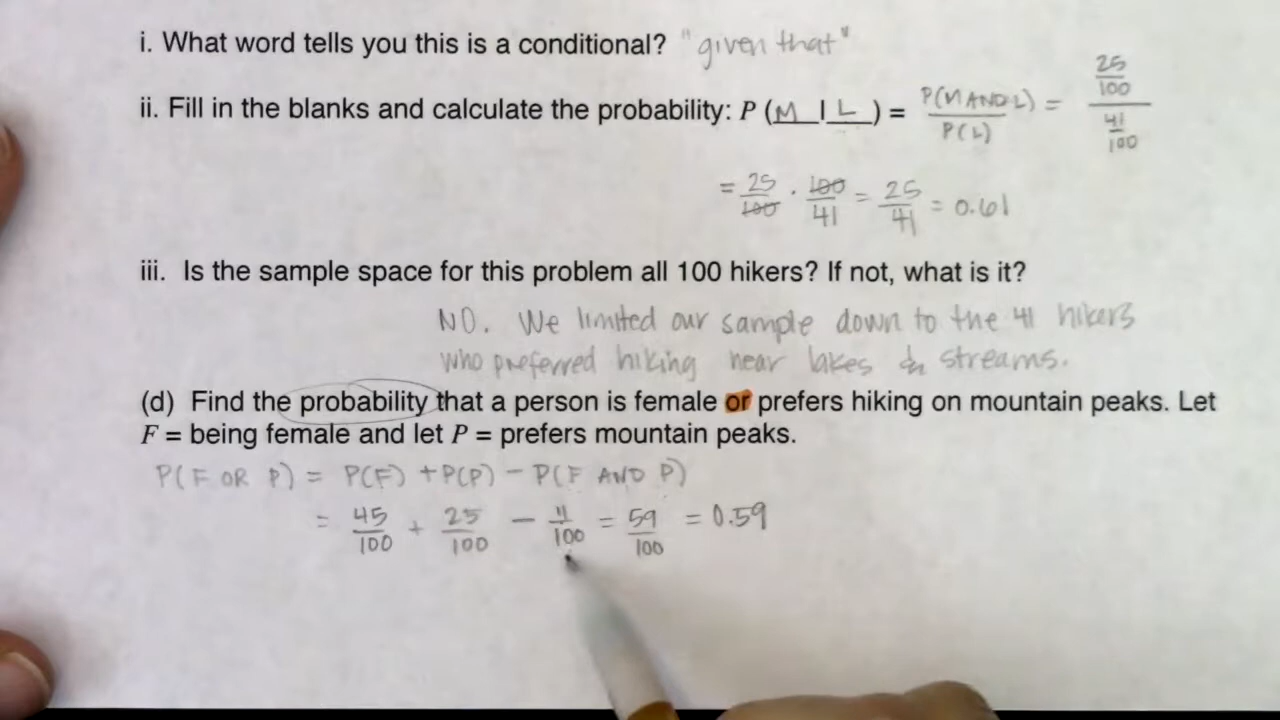 i. What word tells you this is a conditional? "given that"
ii. Fill in the blanks and calculate the probability: P (M | L) = P(M AND L)/P(L) = 25/100 / 41/100
= 25/100 · 100/41 = 25/41 = 0.61
iii. Is the sample space for this problem all 100 hikers? If not, what is it?
NO. We limited our sample down to the 41 hikers
who preferred hiking near lakes & streams.
(d) Find the probability that a person is female or prefers hiking on mountain peaks. Let
F = being female and let P = prefers mountain peaks.
P(F OR P) = P(F) + P(P) - P(F AND P)
= 45/100 + 25/100 - 11/100 = 59/100 = 0.59